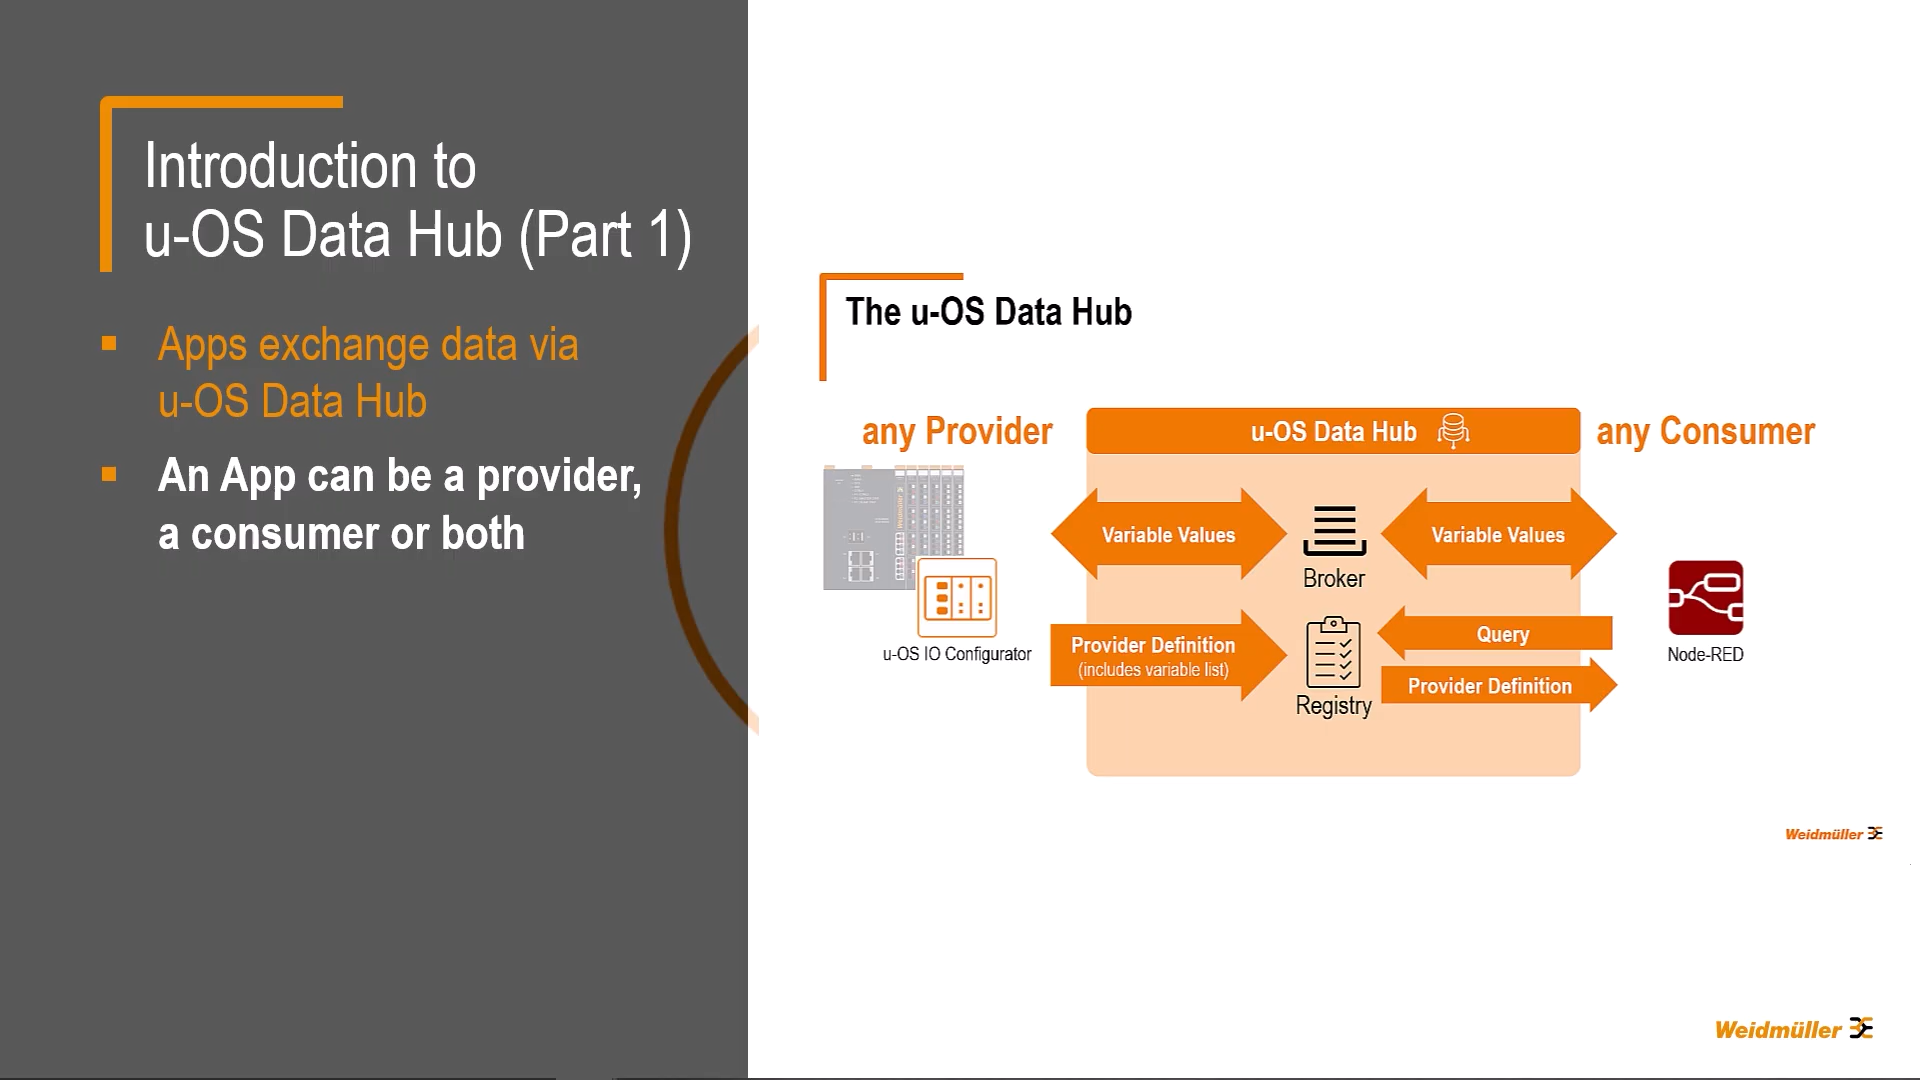 Introduction to
u-OS Data Hub (Part 1)
Apps exchange data via
u-OS Data Hub
An App can be a provider,
a consumer or both
The u-OS Data Hub
any Provider
u-OS Data Hub
any Consumer
Weidmüller
Variable Values
Variable Values
Broker
Provider Definition
(includes variable list)
Query
Provider Definition
u-OS IO Configurator
Registry
Node-RED
Weidmüller
Weidmüller